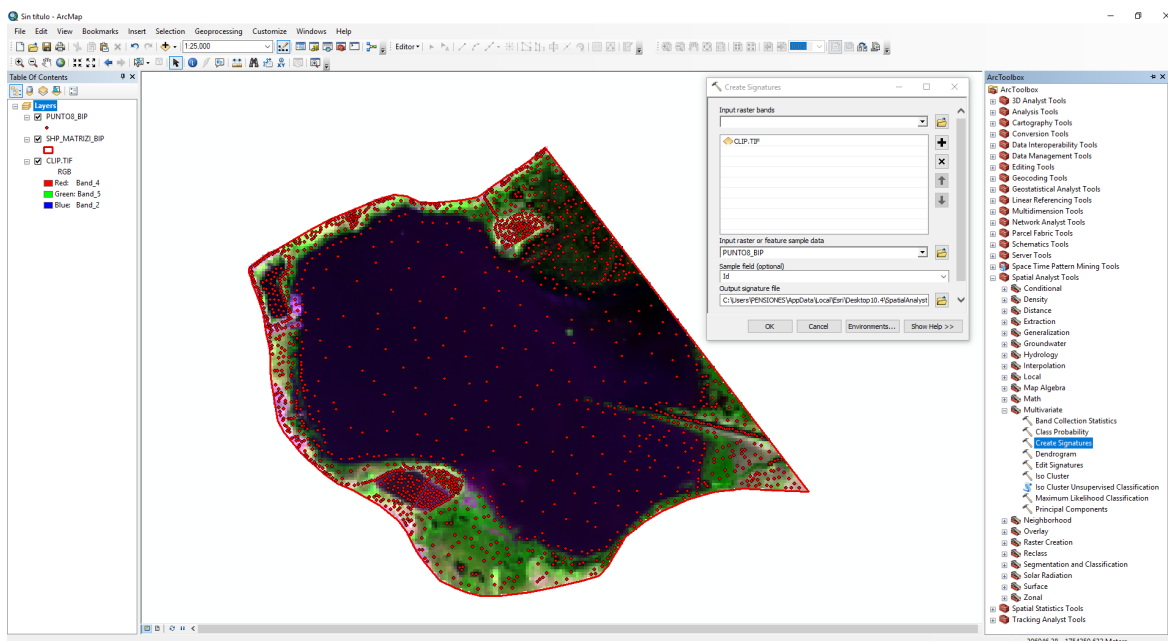 Sin título - ArcMap
File Edit View Bookmarks Insert Selection Geoprocessing Customize Windows Help
1:25,000
Editor
Table Of Contents
Layers
PUNTO8_BIP
SHP_MATRIZI_BIP
CLIP.TIF
RGB
Red: Band_4
Green: Band_5
Blue: Band_2
Create Signatures
Input raster bands
CLIP.TIF
Input raster or feature sample data
PUNTO8_BIP
Sample field (optional)
Id
Output signature file
C:\Users\PENSIONES\AppData\Local\Esri\Desktop10.4\SpatialAnalyst
OK Cancel Environments... Show Help >>
ArcToolbox
ArcToolbox
3D Analyst Tools
Analysis Tools
Cartography Tools
Conversion Tools
Data Interoperability Tools
Data Management Tools
Editing Tools
Geocoding Tools
Geostatistical Analyst Tools
Linear Referencing Tools
Multidimension Tools
Network Analyst Tools
Parcel Fabric Tools
Schematics Tools
Server Tools
Space Time Pattern Mining Tools
Spatial Analyst Tools
Conditional
Density
Distance
Extraction
Generalization
Groundwater
Hydrology
Interpolation
Local
Map Algebra
Math
Multivariate
Band Collection Statistics
Class Probability
Create Signatures
Dendrogram
Edit Signatures
Iso Cluster
Iso Cluster Unsupervised Classification
Maximum Likelihood Classification
Principal Components
Neighborhood
Overlay
Raster Creation
Reclass
Segmentation and Classification
Solar Radiation
Surface
Zonal
Spatial Statistics Tools
Tracking Analyst Tools